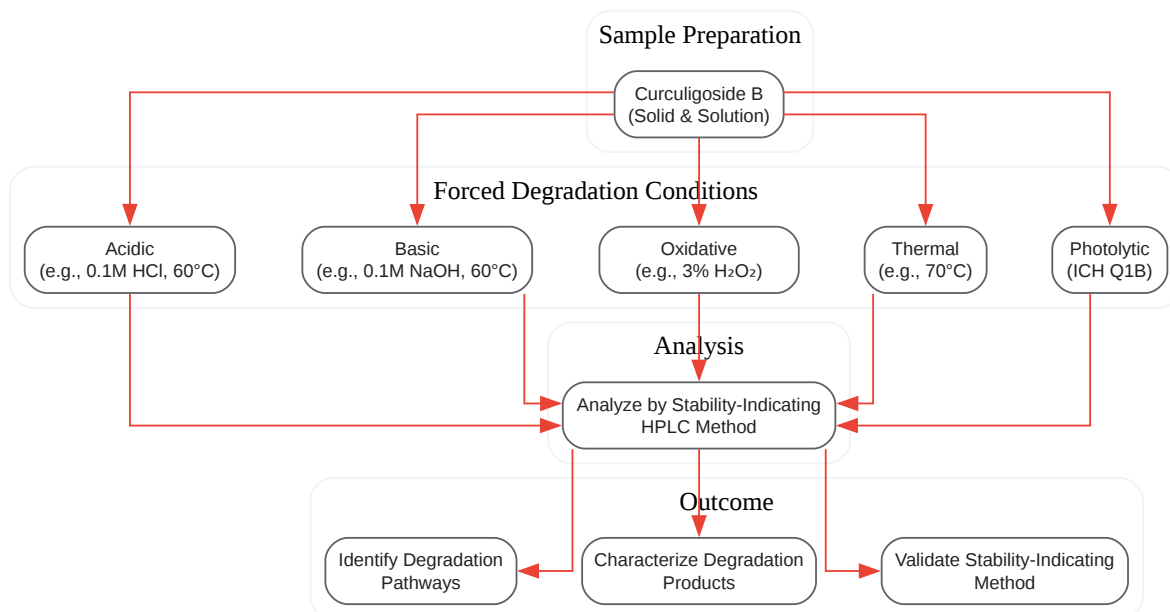 Sample Preparation
Curculigoside B
(Solid & Solution)
Forced Degradation Conditions
Acidic
(e.g., 0.1M HCl, 60°C)
Basic
(e.g., 0.1M NaOH, 60°C)
Oxidative
(e.g., 3% H₂O₂)
Thermal
(e.g., 70°C)
Photolytic
(ICH Q1B)
Analysis
Analyze by Stability-Indicating
HPLC Method
Outcome
Identify Degradation
Pathways
Characterize Degradation
Products
Validate Stability-Indicating
Method